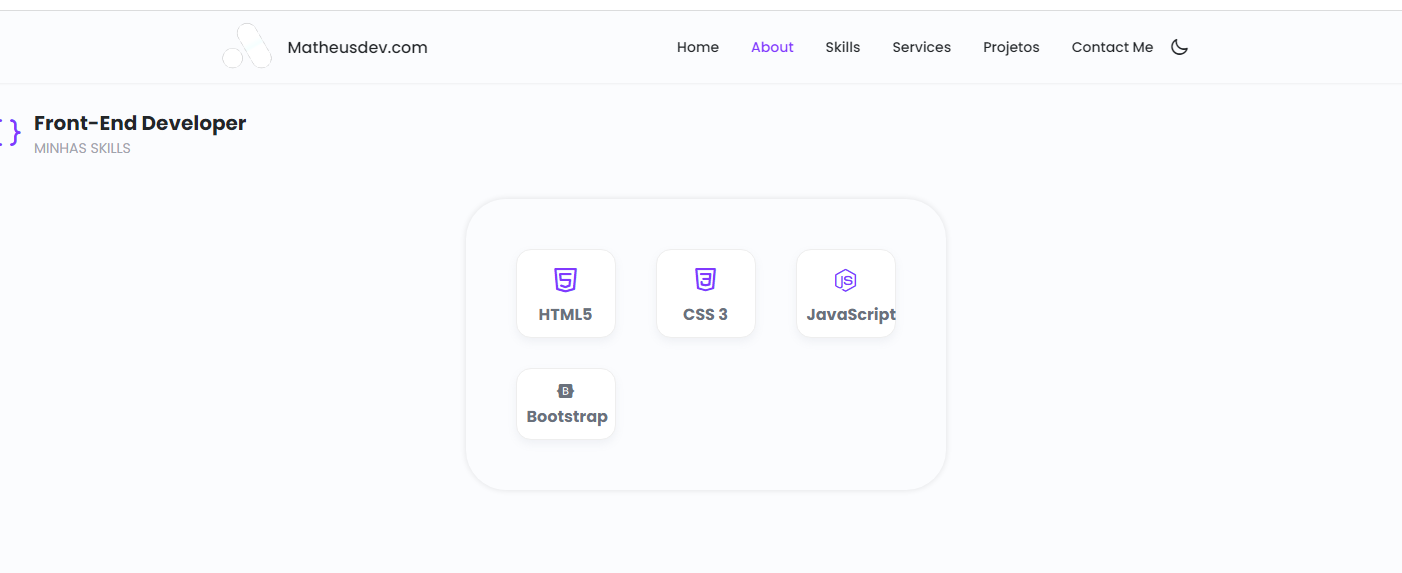 Matheusdev.com
Home About Skills Services Projetos Contact Me
{} Front-End Developer
MINHAS SKILLS
HTML5 CSS 3 JavaScript
B
Bootstrap